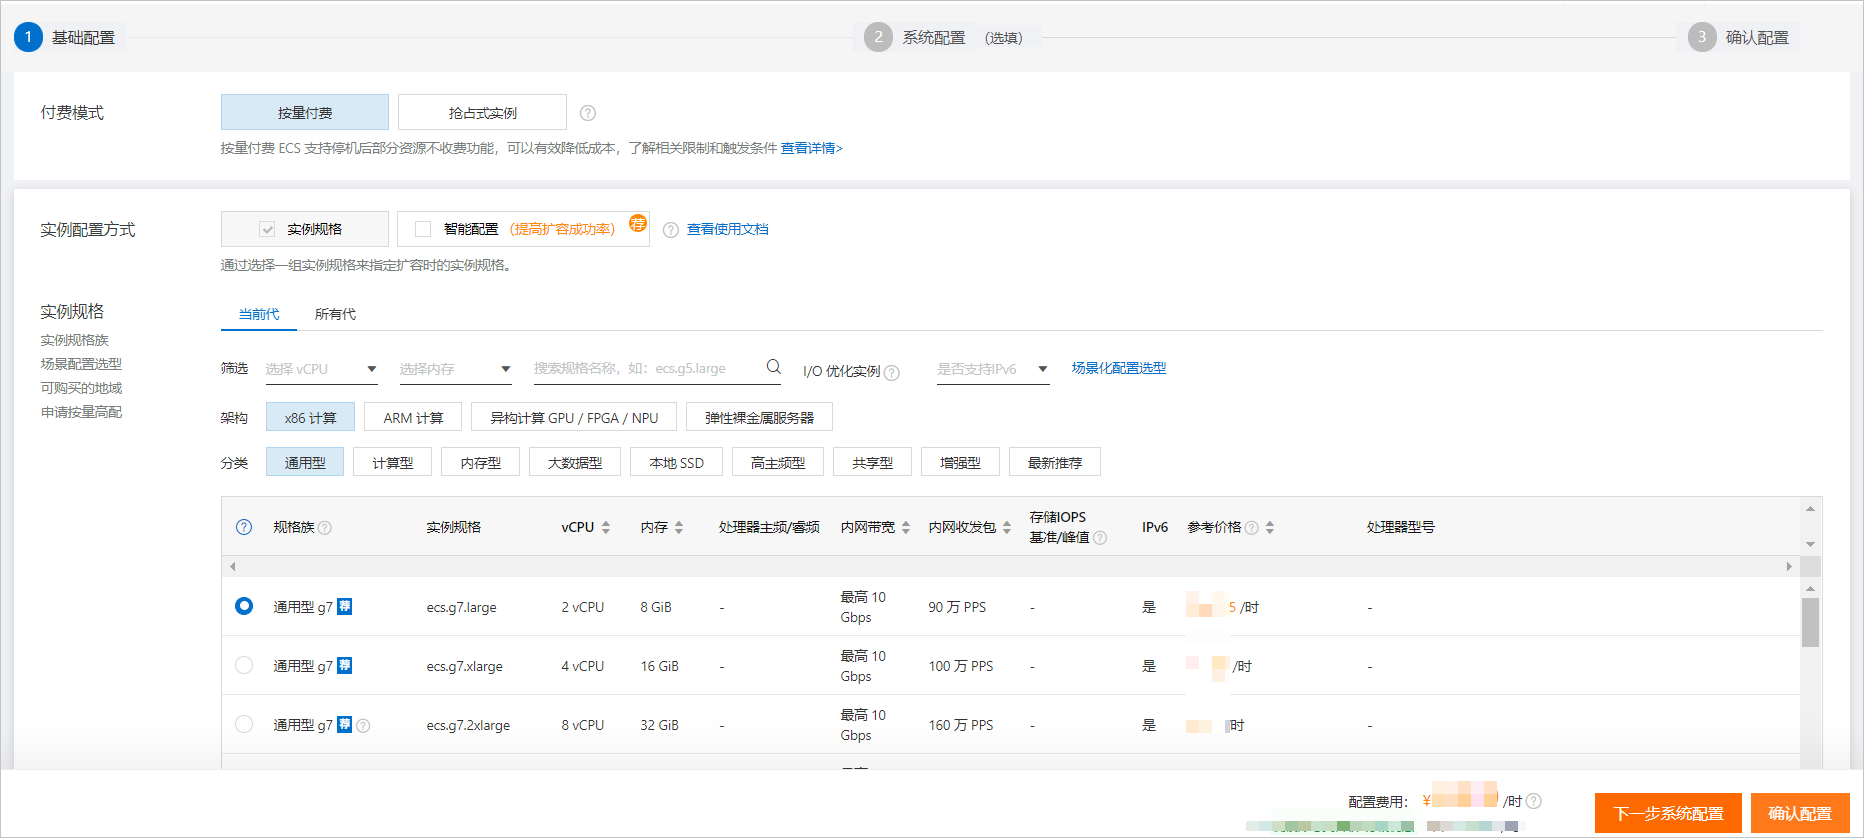 1 基础配置 2 系统配置 （选填） 3 确认配置
付费模式 按量付费 抢占式实例 ?
按量付费 ECS 支持停机后部分资源不收费功能，可以有效降低成本，了解相关限制和触发条件 查看详情>
实例配置方式 实例规格 智能配置 （提高扩容成功率） 荐 ? 查看使用文档
通过选择一组实例规格来指定扩容时的实例规格。
实例规格
实例规格族
场景配置选型
可购买的地域
申请按量高配
当前代 所有代
筛选 选择 vCPU 选择内存 搜索规格名称，如：ecs.g5.large I/O 优化实例 ? 是否支持IPv6 场景化配置选型
架构 x86 计算 ARM 计算 异构计算 GPU / FPGA / NPU 弹性裸金属服务器
分类 通用型 计算型 内存型 大数据型 本地 SSD 高主频型 共享型 增强型 最新推荐
? 规格族 ? 实例规格 vCPU 内存 处理器主频/睿频 内网带宽 内网收发包 存储IOPS
基准/峰值 ? IPv6 参考价格 ? 处理器型号
通用型 g7 荐 ecs.g7.large 2 vCPU 8 GiB - 最高 10
Gbps 90 万 PPS - 是 5 /时 -
通用型 g7 荐 ecs.g7.xlarge 4 vCPU 16 GiB - 最高 10
Gbps 100 万 PPS - 是 /时 -
通用型 g7 荐 ? ecs.g7.2xlarge 8 vCPU 32 GiB - 最高 10
Gbps 160 万 PPS - 是 时 -
配置费用： ¥ /时 ?
下一步系统配置 确认配置